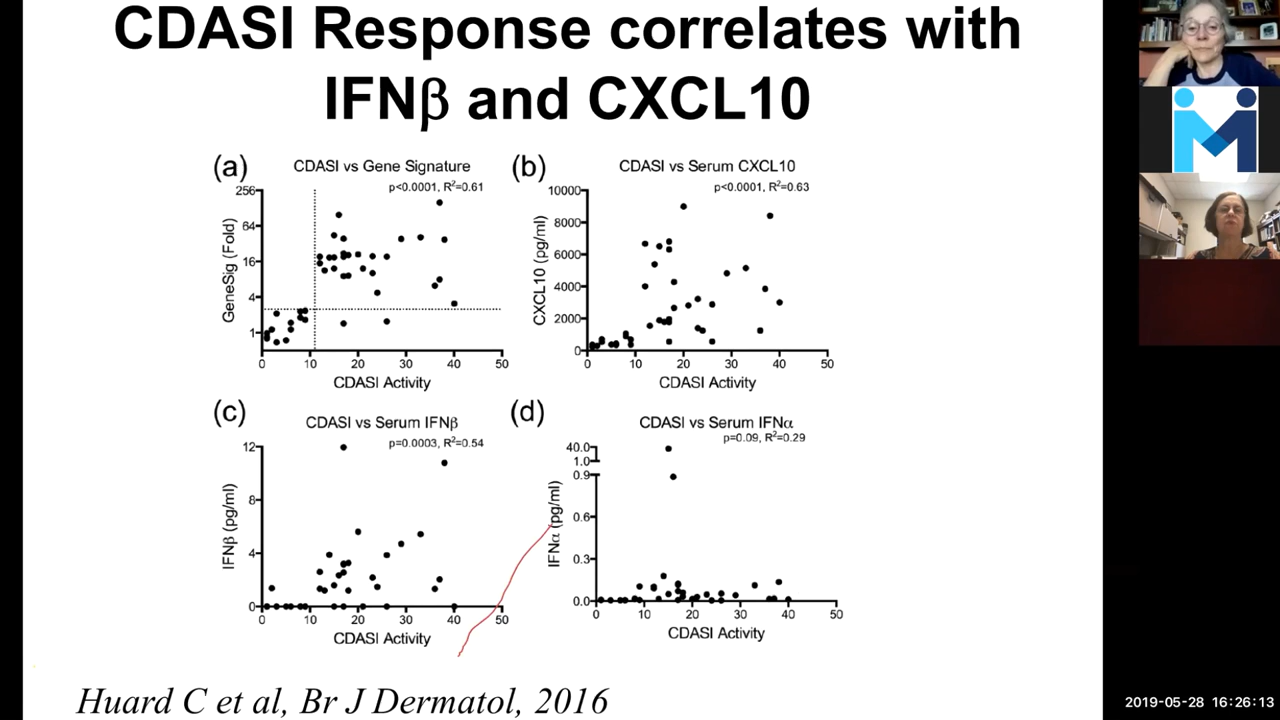 CDASI Response correlates with
IFNβ and CXCL10
(a)
CDASI vs Gene Signature
p<0.0001, R²=0.61
GeneSig (Fold)
256
64
16
4
1
0 10 20 30 40 50
CDASI Activity
(b)
CDASI vs Serum CXCL10
p<0.0001, R²=0.63
CXCL10 (pg/ml)
10000
8000
6000
4000
2000
0
0 10 20 30 40 50
CDASI Activity
(c)
CDASI vs Serum IFNβ
p=0.0003, R²=0.54
IFNβ (pg/ml)
12
8
4
0
0 10 20 30 40 50
CDASI Activity
(d)
CDASI vs Serum IFNα
p=0.09, R²=0.29
IFNα (pg/ml)
40.0
1.0
0.9
0.6
0.3
0.0
0 10 20 30 40 50
CDASI Activity
Huard C et al, Br J Dermatol, 2016
2019-05-28 16:26:13